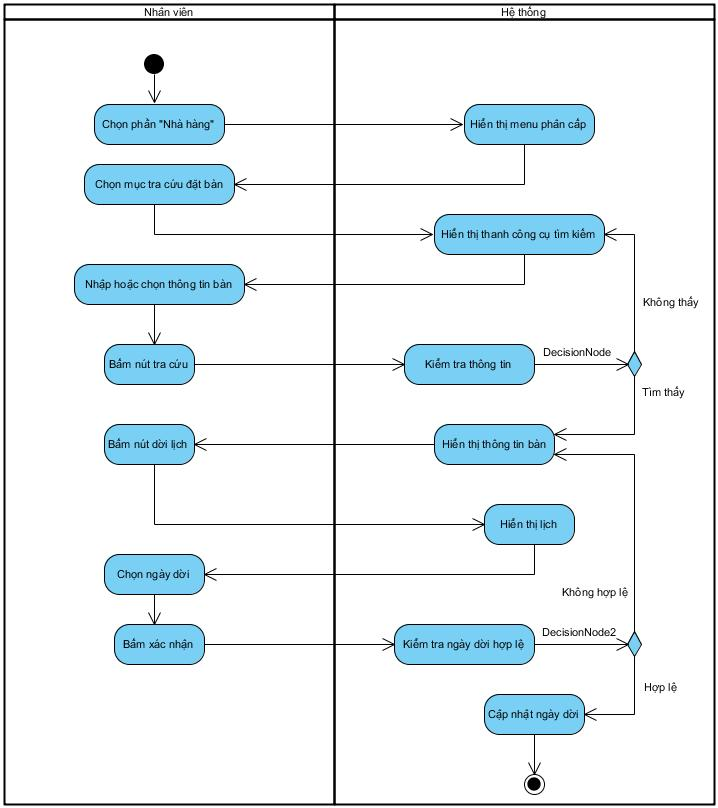 Nhân viên
Hệ thống
Chọn phần "Nhà hàng"
Hiển thị menu phân cấp
Chọn mục tra cứu đặt bàn
Hiển thị thanh công cụ tìm kiếm
Nhập hoặc chọn thông tin bàn
Không thấy
Bấm nút tra cứu
Kiểm tra thông tin
DecisionNode
Tìm thấy
Bấm nút dời lịch
Hiển thị thông tin bàn
Hiển thị lịch
Chọn ngày dời
Không hợp lệ
Bấm xác nhận
Kiểm tra ngày dời hợp lệ
DecisionNode2
Hợp lệ
Cập nhật ngày dời